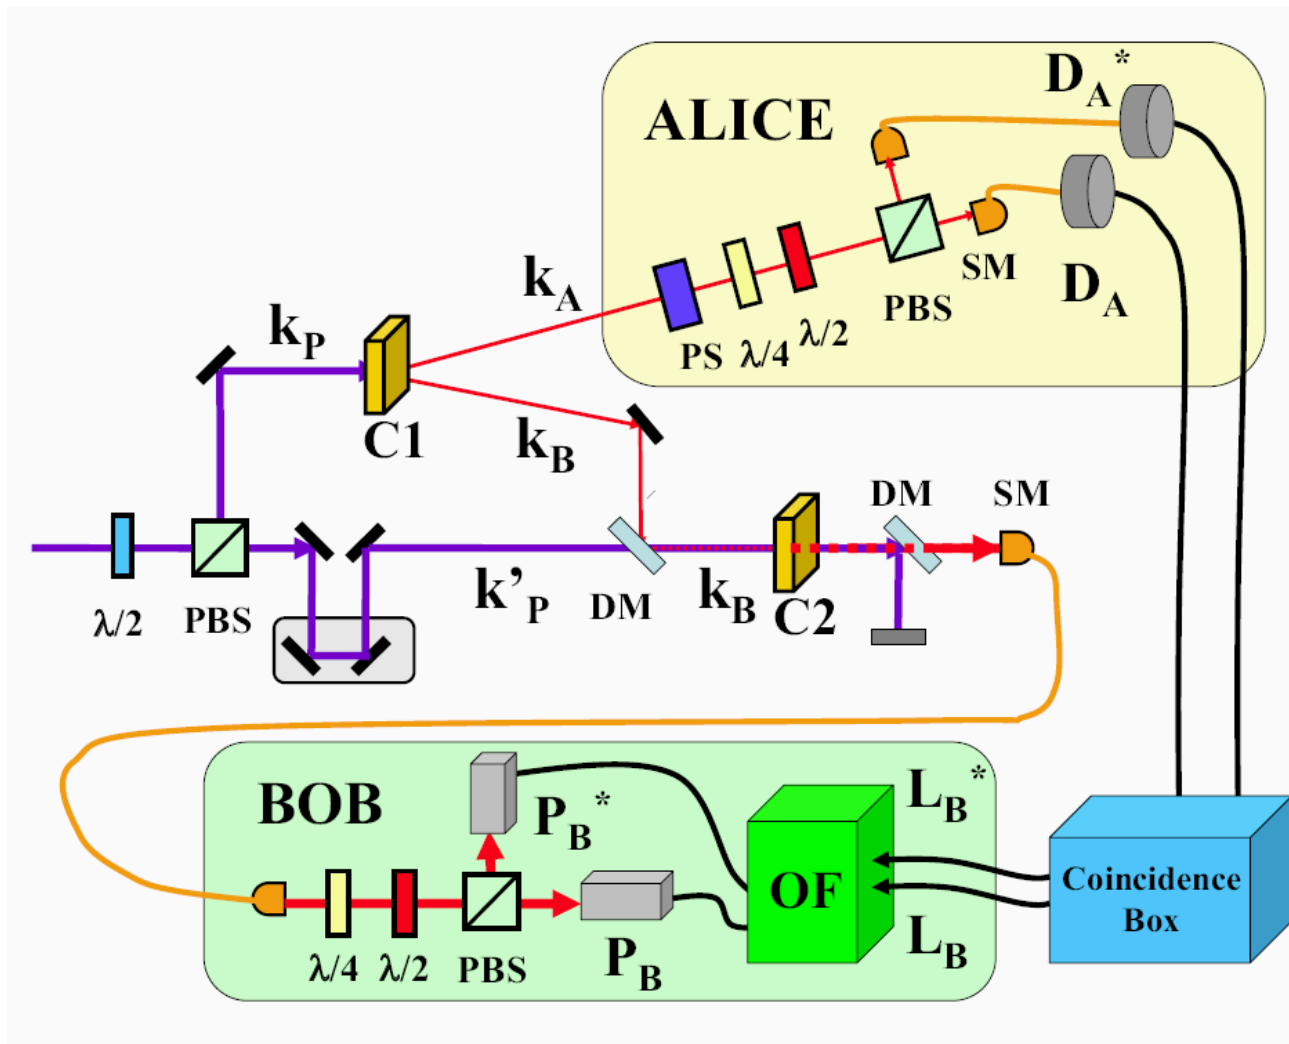 D_A^*
ALICE
SM
D_A
k_A
PBS
k_P
PS λ/4 λ/2
C1
k_B
DM SM
k'_P DM k_B C2
λ/2 PBS
BOB
P_B^*
L_B^*
OF
Coincidence
Box
L_B
P_B
λ/4 λ/2 PBS